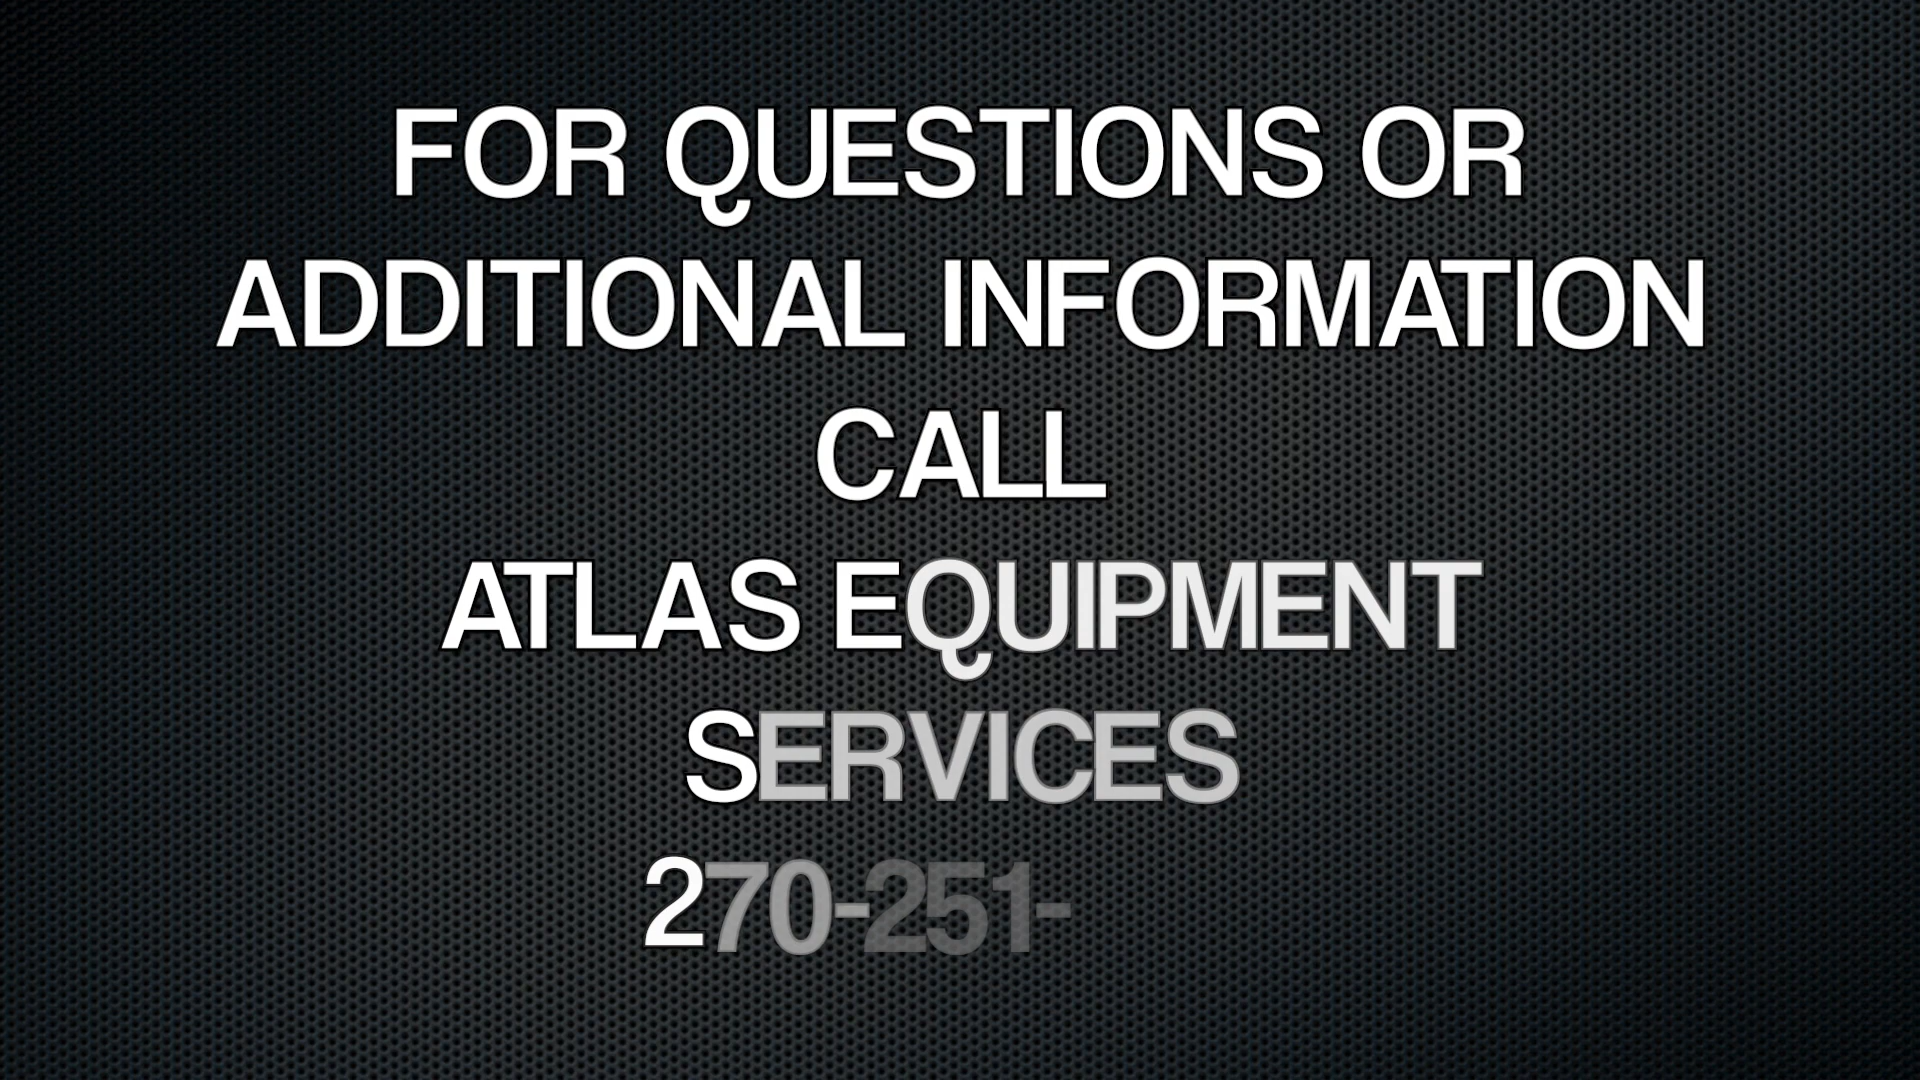 FOR QUESTIONS OR
ADDITIONAL INFORMATION
CALL
ATLAS EQUIPMENT
SERVICES
270-251-